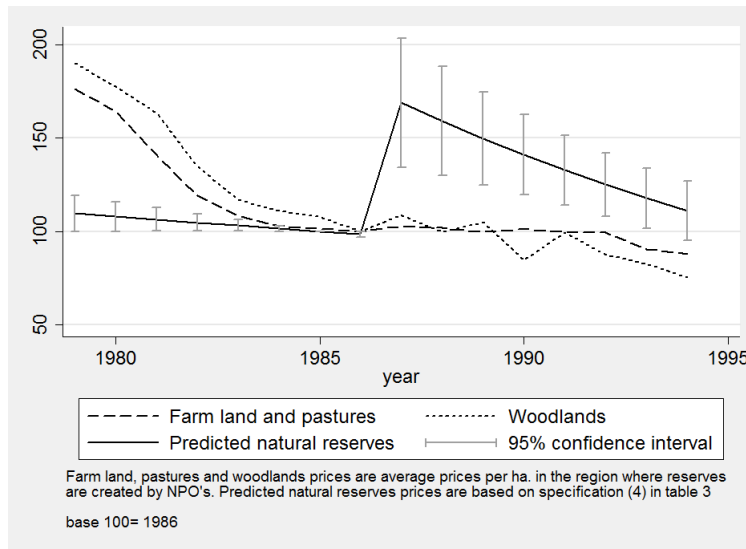 200
150
100
50
1980 1985 1990 1995
year
Farm land and pastures Woodlands
Predicted natural reserves 95% confidence interval
Farm land, pastures and woodlands prices are average prices per ha. in the region where reserves
are created by NPO's. Predicted natural reserves prices are based on specification (4) in table 3
base 100= 1986